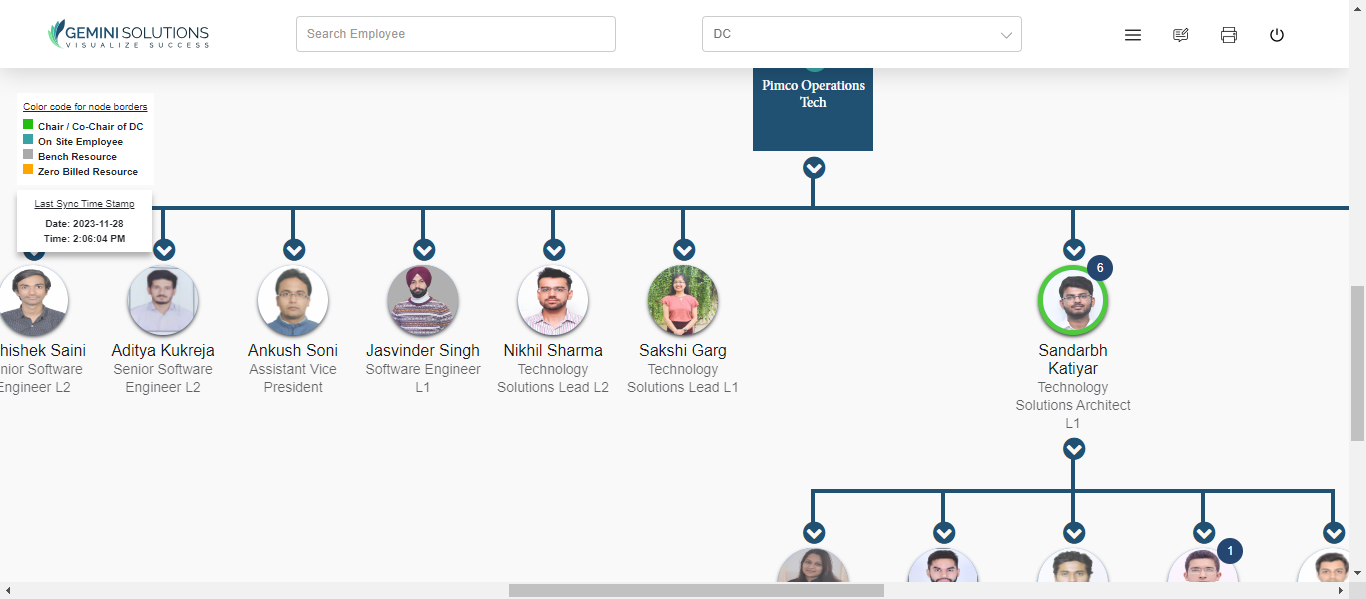 GEMINI SOLUTIONS
VISUALIZE SUCCESS
Search Employee
DC
Pimco Operations
Tech
Color code for node borders
Chair / Co-Chair of DC
On Site Employee
Bench Resource
Zero Billed Resource
Last Sync Time Stamp
Date: 2023-11-28
Time: 2:06:04 PM
6
hishek Saini
nior Software
Engineer L2
Aditya Kukreja
Senior Software
Engineer L2
Ankush Soni
Assistant Vice
President
Jasvinder Singh
Software Engineer
L1
Nikhil Sharma
Technology
Solutions Lead L2
Sakshi Garg
Technology
Solutions Lead L1
Sandarbh
Katiyar
Technology
Solutions Architect
L1
1